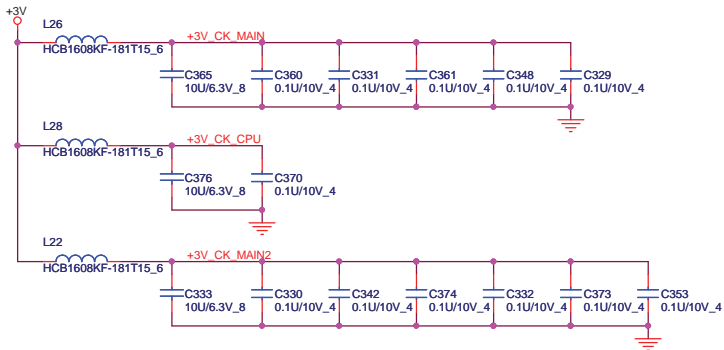 +3V
L26
HCB1608KF-181T15_6
+3V_CK_MAIN
C365
10U/6.3V_8
C360
0.1U/10V_4
C331
0.1U/10V_4
C361
0.1U/10V_4
C348
0.1U/10V_4
C329
0.1U/10V_4
L28
HCB1608KF-181T15_6
+3V_CK_CPU
C376
10U/6.3V_8
C370
0.1U/10V_4
L22
HCB1608KF-181T15_6
+3V_CK_MAIN2
C333
10U/6.3V_8
C330
0.1U/10V_4
C342
0.1U/10V_4
C374
0.1U/10V_4
C332
0.1U/10V_4
C373
0.1U/10V_4
C353
0.1U/10V_4